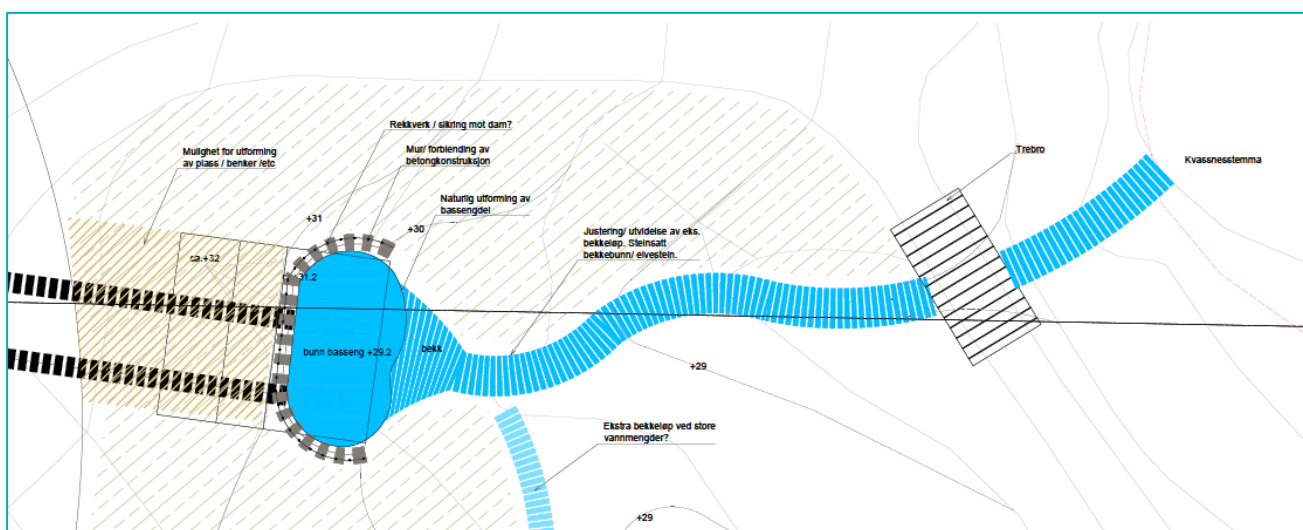 Rekkverk / sikring mot dam?
Mulighet for utforming
av plass / benker /etc
Mur/ forblending av
betongkonstruksjon
Trebro
Kvassnesstemma
Naturlig utforming av
bassengdel
+31
+30
Justering/ utvidelse av eks.
bekkeløp. Steinsatt
bekkebunn/ elvestein.
ca.+32
31.2
bunn basseng +29.2
bekk
+29
Ekstra bekkeløp ved store
vannmengder?
+29